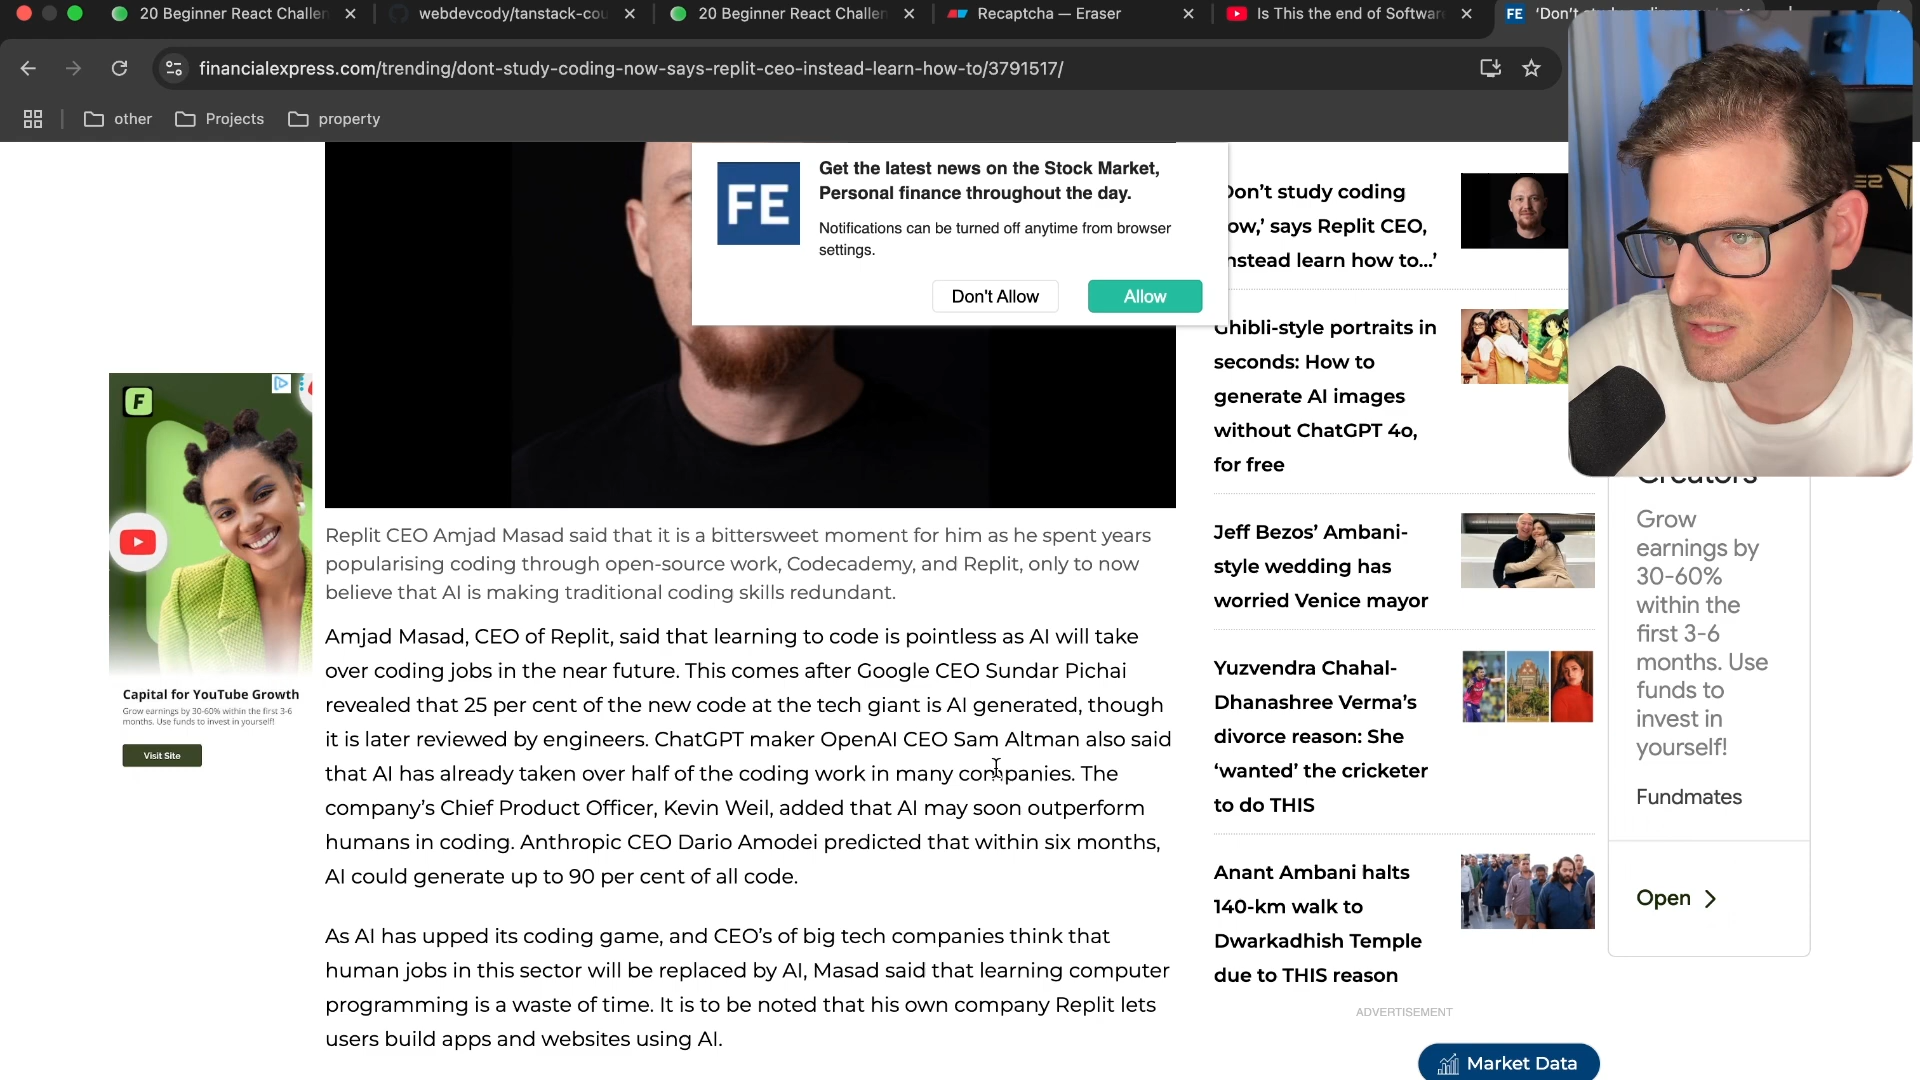 20 Beginner React Challen
webdevcody/tanstack-cou
20 Beginner React Challen
Recaptcha — Eraser
Is This the end of Softwar
FE
financialexpress.com/trending/dont-study-coding-now-says-replit-ceo-instead-learn-how-to/3791517/
other
Projects
property
FE
Get the latest news on the Stock Market,
Personal finance throughout the day.
Notifications can be turned off anytime from browser
settings.
Don't Allow
Allow
F
Capital for YouTube Growth
Grow earnings by 30-60% within the first 3-6
months. Use funds to invest in yourself!
Visit Site
Replit CEO Amjad Masad said that it is a bittersweet moment for him as he spent years
popularising coding through open-source work, Codecademy, and Replit, only to now
believe that AI is making traditional coding skills redundant.
Amjad Masad, CEO of Replit, said that learning to code is pointless as AI will take
over coding jobs in the near future. This comes after Google CEO Sundar Pichai
revealed that 25 per cent of the new code at the tech giant is AI generated, though
it is later reviewed by engineers. ChatGPT maker OpenAI CEO Sam Altman also said
that AI has already taken over half of the coding work in many companies. The
company’s Chief Product Officer, Kevin Weil, added that AI may soon outperform
humans in coding. Anthropic CEO Dario Amodei predicted that within six months,
AI could generate up to 90 per cent of all code.
As AI has upped its coding game, and CEO’s of big tech companies think that
human jobs in this sector will be replaced by AI, Masad said that learning computer
programming is a waste of time. It is to be noted that his own company Replit lets
users build apps and websites using AI.
Don’t study coding
ow,’ says Replit CEO,
nstead learn how to...’
Ghibli-style portraits in
seconds: How to
generate AI images
without ChatGPT 4o,
for free
Jeff Bezos’ Ambani-
style wedding has
worried Venice mayor
Yuzvendra Chahal-
Dhanashree Verma’s
divorce reason: She
‘wanted’ the cricketer
to do THIS
Anant Ambani halts
140-km walk to
Dwarkadhish Temple
due to THIS reason
ADVERTISEMENT
Market Data
Creators
Grow
earnings by
30-60%
within the
first 3-6
months. Use
funds to
invest in
yourself!
Fundmates
Open